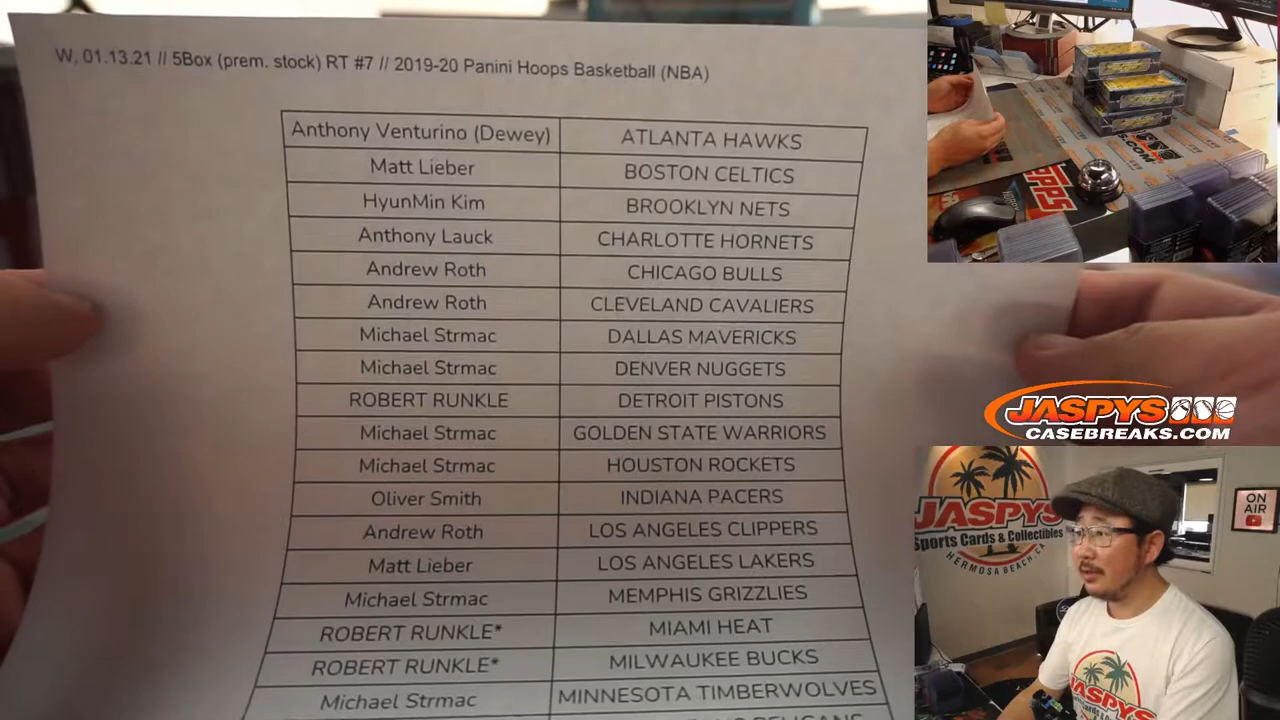 W, 01.13.21 // 5Box (prem. stock) RT #7 // 2019-20 Panini Hoops Basketball (NBA)
Anthony Venturino (Dewey) ATLANTA HAWKS
Matt Lieber BOSTON CELTICS
HyunMin Kim BROOKLYN NETS
Anthony Lauck CHARLOTTE HORNETS
Andrew Roth CHICAGO BULLS
Andrew Roth CLEVELAND CAVALIERS
Michael Strmac DALLAS MAVERICKS
Michael Strmac DENVER NUGGETS
ROBERT RUNKLE DETROIT PISTONS
Michael Strmac GOLDEN STATE WARRIORS
Michael Strmac HOUSTON ROCKETS
Oliver Smith INDIANA PACERS
Andrew Roth LOS ANGELES CLIPPERS
Matt Lieber LOS ANGELES LAKERS
Michael Strmac MEMPHIS GRIZZLIES
ROBERT RUNKLE* MIAMI HEAT
ROBERT RUNKLE* MILWAUKEE BUCKS
Michael Strmac MINNESOTA TIMBERWOLVES
PELICANS
TOPPS
S.COM
JASPYS
CASEBREAKS.COM
JASPYS
Sports Cards & Collectibles
HERMOSA BEACH, CA
ON
AIR
JASPYS